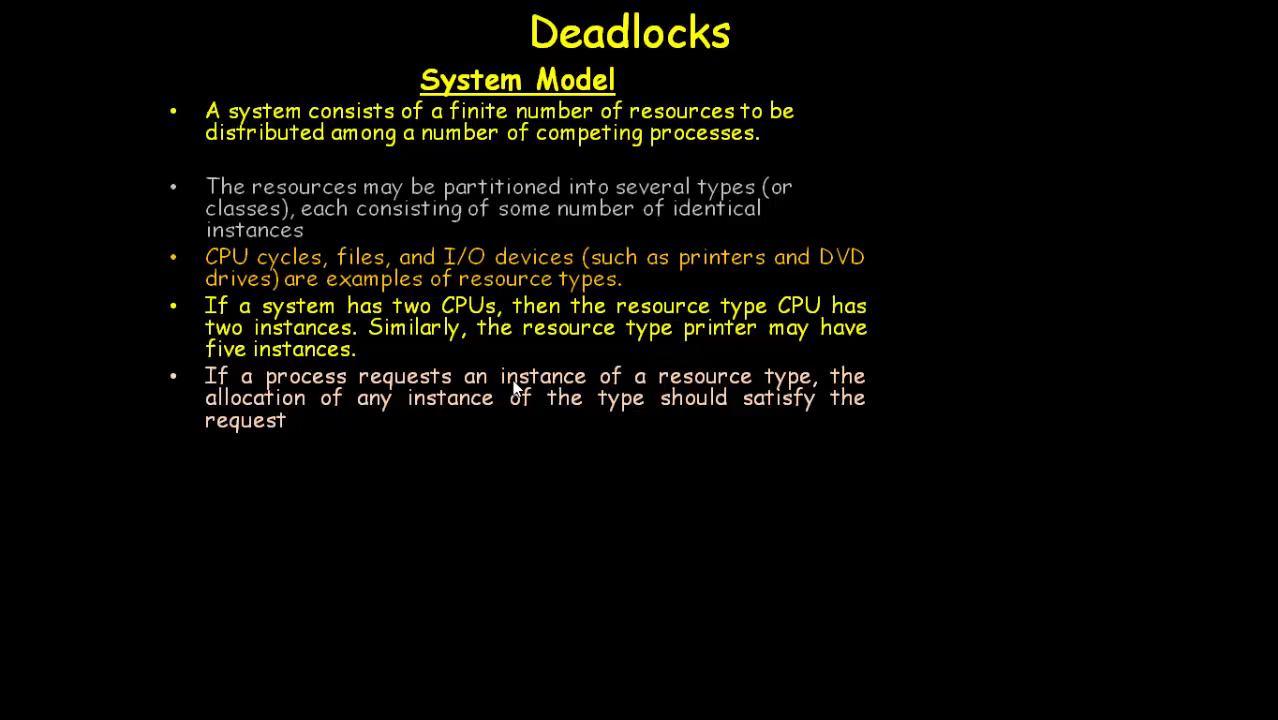 Deadlocks
System Model
• A system consists of a finite number of resources to be
distributed among a number of competing processes.
• The resources may be partitioned into several types (or
classes), each consisting of some number of identical
instances
• CPU cycles, files, and I/O devices (such as printers and DVD
drives) are examples of resource types.
• If a system has two CPUs, then the resource type CPU has
two instances. Similarly, the resource type printer may have
five instances.
• If a process requests an instance of a resource type, the
allocation of any instance of the type should satisfy the
request